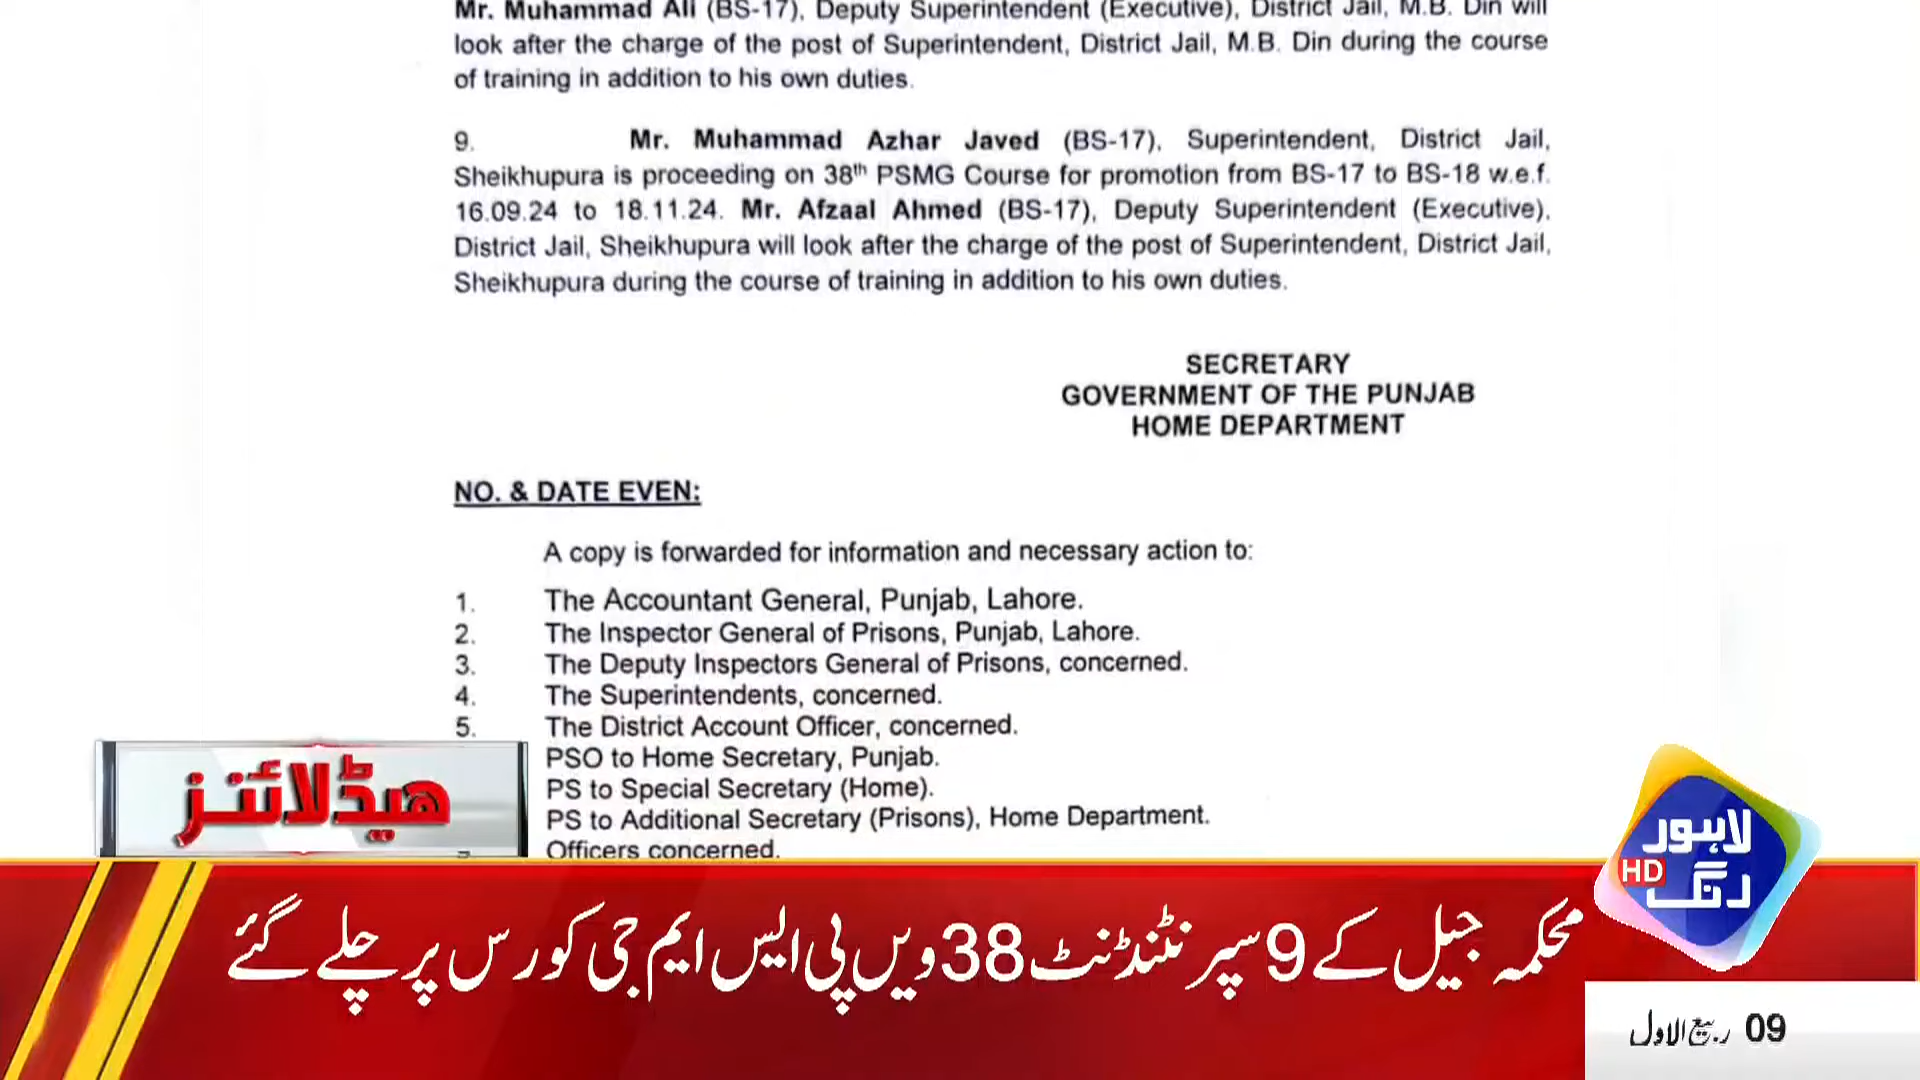 Mr. Muhammad Ali (BS-17), Deputy Superintendent (Executive), District Jail, M.B. Din will
look after the charge of the post of Superintendent, District Jail, M.B. Din during the course
of training in addition to his own duties.
9. Mr. Muhammad Azhar Javed (BS-17), Superintendent, District Jail,
Sheikhupura is proceeding on 38th PSMG Course for promotion from BS-17 to BS-18 w.e.f.
16.09.24 to 18.11.24. Mr. Afzaal Ahmed (BS-17), Deputy Superintendent (Executive),
District Jail, Sheikhupura will look after the charge of the post of Superintendent, District Jail,
Sheikhupura during the course of training in addition to his own duties.
SECRETARY
GOVERNMENT OF THE PUNJAB
HOME DEPARTMENT
NO. & DATE EVEN:
A copy is forwarded for information and necessary action to:
1. The Accountant General, Punjab, Lahore.
2. The Inspector General of Prisons, Punjab, Lahore.
3. The Deputy Inspectors General of Prisons, concerned.
4. The Superintendents, concerned.
5. The District Account Officer, concerned.
PSO to Home Secretary, Punjab.
PS to Special Secretary (Home).
PS to Additional Secretary (Prisons), Home Department.
Officers concerned.
ہیڈلائنز
لاہور
رنگ HD
محکمہ جیل کے 9 سپرنٹنڈنٹ 38 ویں پی ایس ایم جی کورس پر چلے گئے
09 ربیع الاول